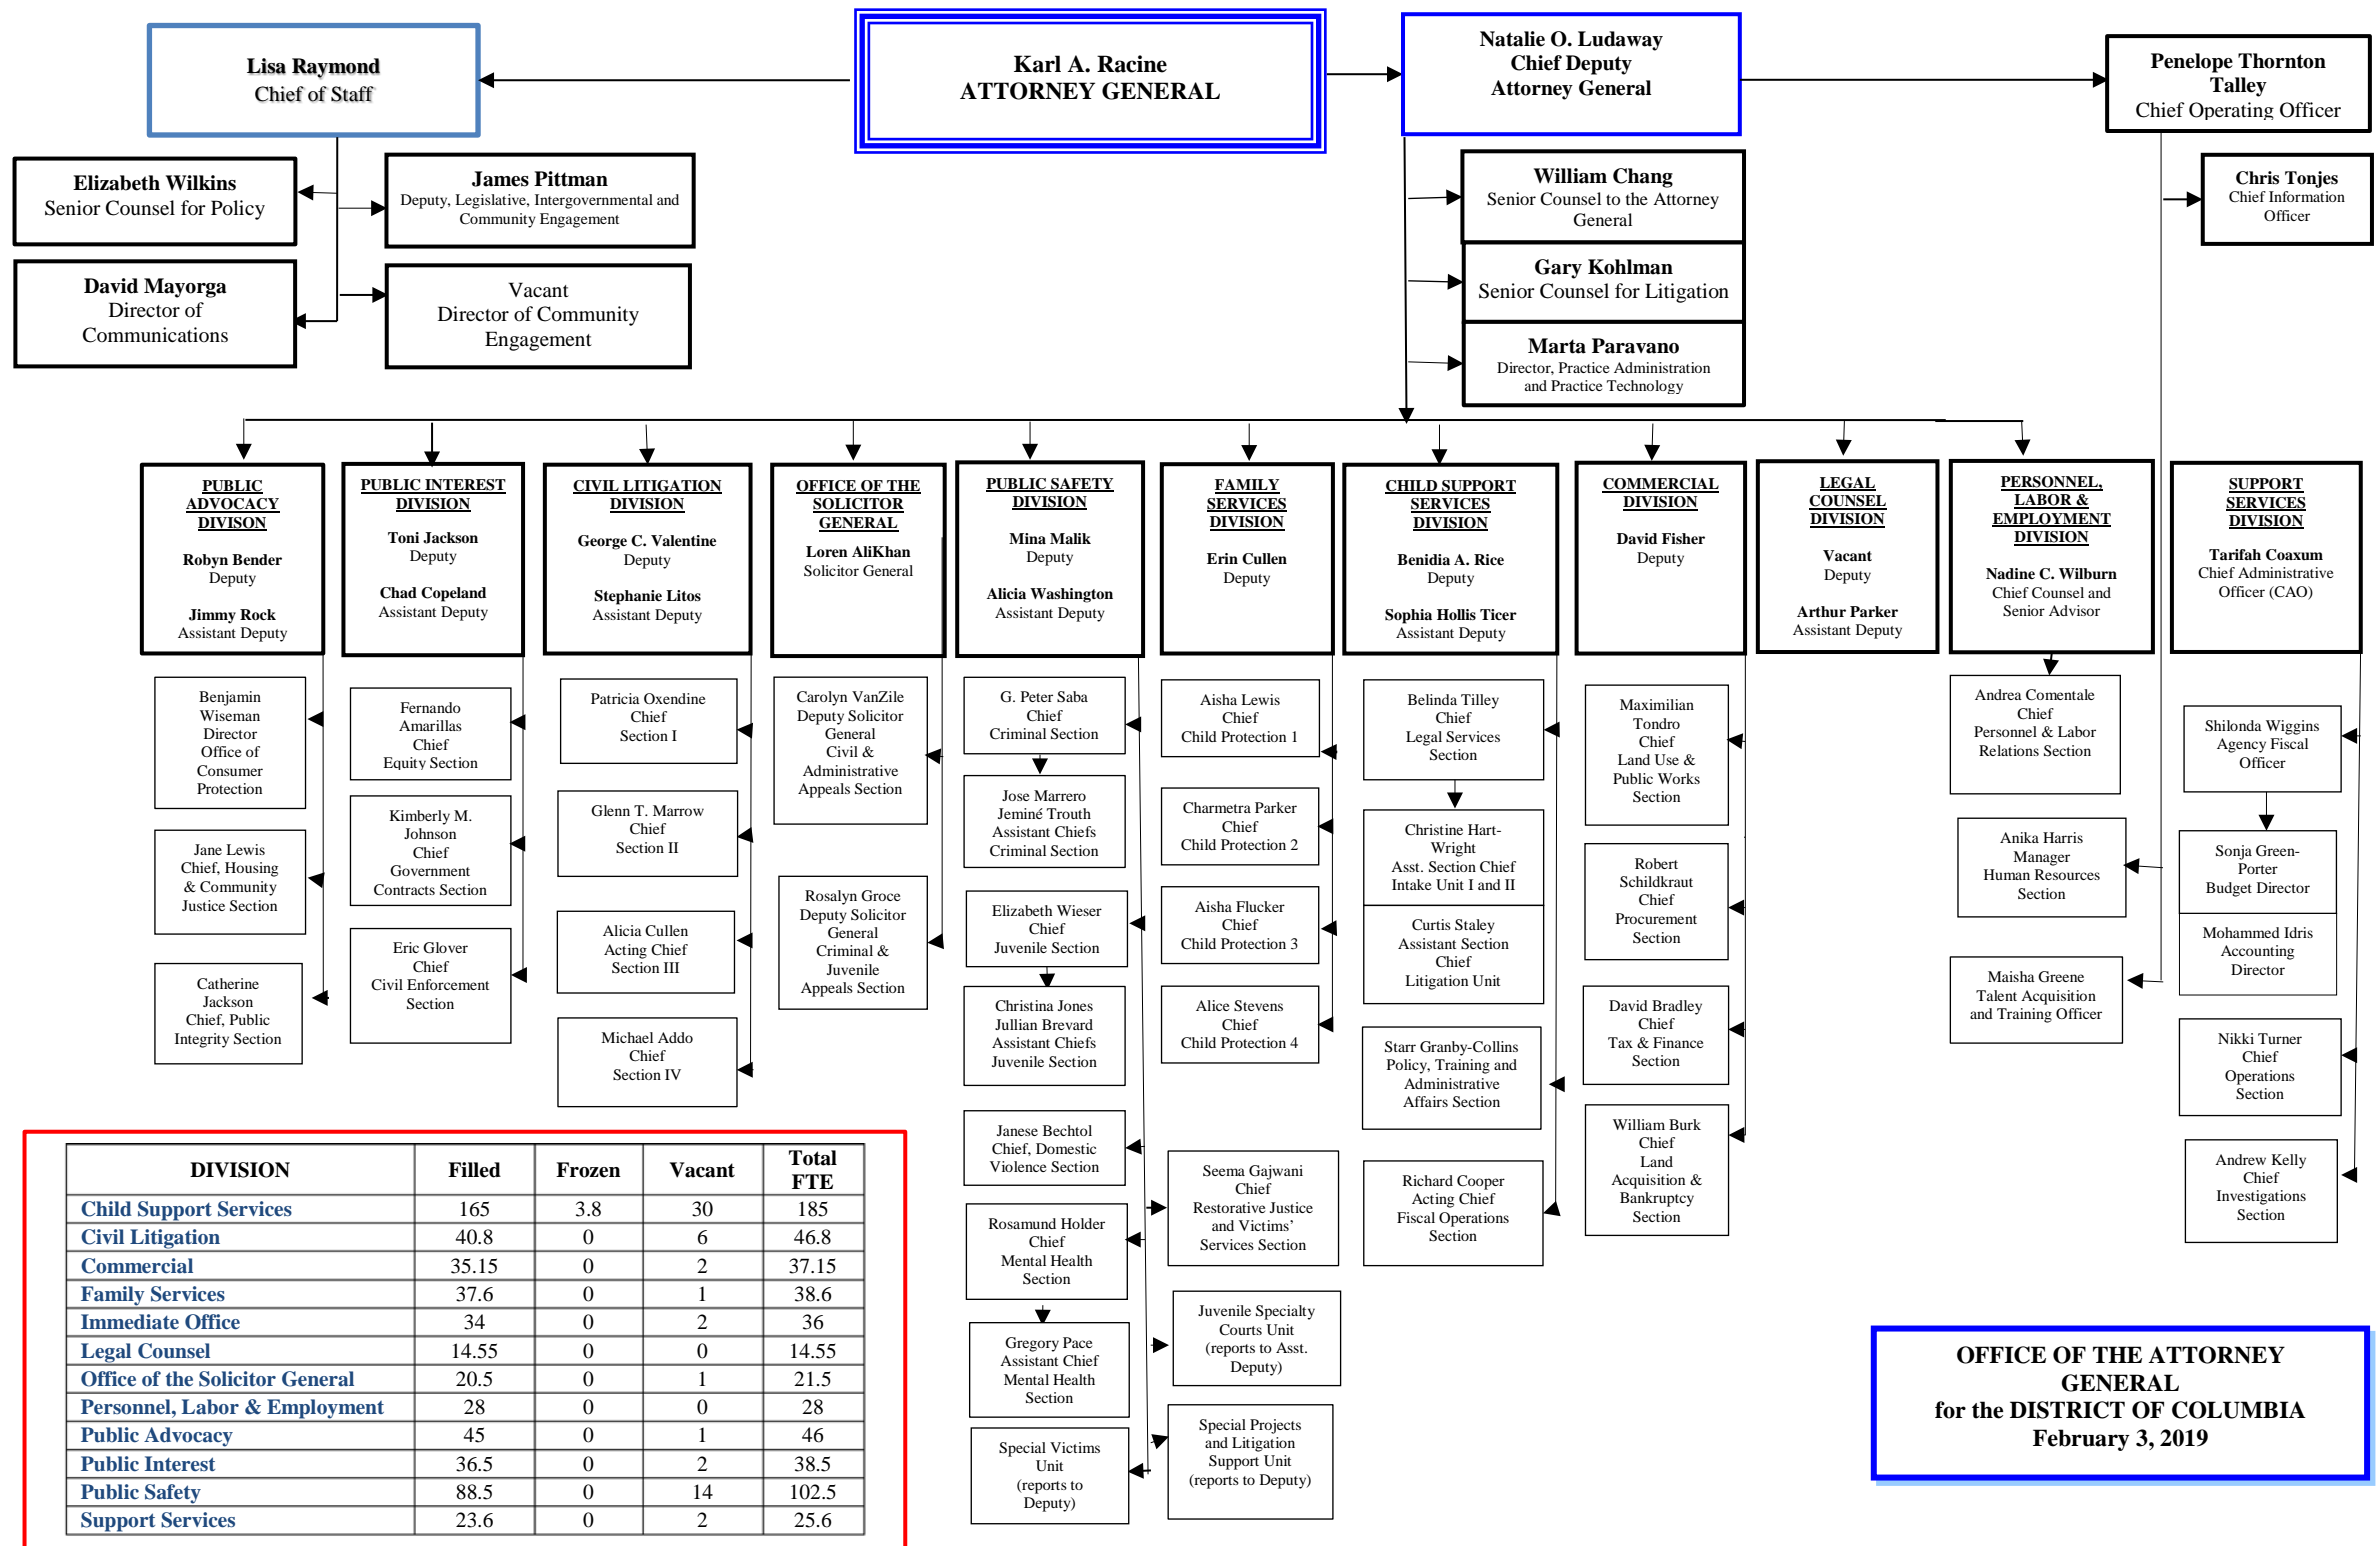 Lisa Raymond
Chief of Staff
Karl A. Racine
ATTORNEY GENERAL
Natalie O. Ludaway
Chief Deputy
Attorney General
Penelope Thornton
Talley
Chief Operating Officer
Elizabeth Wilkins
Senior Counsel for Policy
James Pittman
Deputy, Legislative, Intergovernmental and
Community Engagement
William Chang
Senior Counsel to the Attorney
General
Chris Tonjes
Chief Information
Officer
David Mayorga
Director of
Communications
Vacant
Director of Community
Engagement
Gary Kohlman
Senior Counsel for Litigation
Marta Paravano
Director, Practice Administration
and Practice Technology
PUBLIC
ADVOCACY
DIVISON
Robyn Bender
Deputy
Jimmy Rock
Assistant Deputy
PUBLIC INTEREST
DIVISION
Toni Jackson
Deputy
Chad Copeland
Assistant Deputy
CIVIL LITIGATION
DIVISION
George C. Valentine
Deputy
Stephanie Litos
Assistant Deputy
OFFICE OF THE
SOLICITOR
GENERAL
Loren AliKhan
Solicitor General
PUBLIC SAFETY
DIVISION
Mina Malik
Deputy
Alicia Washington
Assistant Deputy
FAMILY
SERVICES
DIVISION
Erin Cullen
Deputy
CHILD SUPPORT
SERVICES
DIVISION
Benidia A. Rice
Deputy
Sophia Hollis Ticer
Assistant Deputy
COMMERCIAL
DIVISION
David Fisher
Deputy
LEGAL
COUNSEL
DIVISION
Vacant
Deputy
Arthur Parker
Assistant Deputy
PERSONNEL,
LABOR &
EMPLOYMENT
DIVISION
Nadine C. Wilburn
Chief Counsel and
Senior Advisor
SUPPORT
SERVICES
DIVISION
Tarifah Coaxum
Chief Administrative
Officer (CAO)
Benjamin
Wiseman
Director
Office of
Consumer
Protection
Jane Lewis
Chief, Housing
& Community
Justice Section
Catherine
Jackson
Chief, Public
Integrity Section
Fernando
Amarillas
Chief
Equity Section
Kimberly M.
Johnson
Chief
Government
Contracts Section
Eric Glover
Chief
Civil Enforcement
Section
Patricia Oxendine
Chief
Section I
Glenn T. Marrow
Chief
Section II
Alicia Cullen
Acting Chief
Section III
Michael Addo
Chief
Section IV
Carolyn VanZile
Deputy Solicitor
General
Civil &
Administrative
Appeals Section
Rosalyn Groce
Deputy Solicitor
General
Criminal &
Juvenile
Appeals Section
G. Peter Saba
Chief
Criminal Section
Jose Marrero
Jeminé Trouth
Assistant Chiefs
Criminal Section
Elizabeth Wieser
Chief
Juvenile Section
Christina Jones
Jullian Brevard
Assistant Chiefs
Juvenile Section
Janese Bechtol
Chief, Domestic
Violence Section
Rosamund Holder
Chief
Mental Health
Section
Gregory Pace
Assistant Chief
Mental Health
Section
Special Victims
Unit
(reports to
Deputy)
Aisha Lewis
Chief
Child Protection 1
Charmetra Parker
Chief
Child Protection 2
Aisha Flucker
Chief
Child Protection 3
Alice Stevens
Chief
Child Protection 4
Seema Gajwani
Chief
Restorative Justice
and Victims’
Services Section
Juvenile Specialty
Courts Unit
(reports to Asst.
Deputy)
Special Projects
and Litigation
Support Unit
(reports to Deputy)
Belinda Tilley
Chief
Legal Services
Section
Christine Hart-
Wright
Asst. Section Chief
Intake Unit I and II
Curtis Staley
Assistant Section
Chief
Litigation Unit
Starr Granby-Collins
Policy, Training and
Administrative
Affairs Section
Richard Cooper
Acting Chief
Fiscal Operations
Section
Maximilian
Tondro
Chief
Land Use &
Public Works
Section
Robert
Schildkraut
Chief
Procurement
Section
David Bradley
Chief
Tax & Finance
Section
William Burk
Chief
Land
Acquisition &
Bankruptcy
Section
Andrea Comentale
Chief
Personnel & Labor
Relations Section
Anika Harris
Manager
Human Resources
Section
Maisha Greene
Talent Acquisition
and Training Officer
Shilonda Wiggins
Agency Fiscal
Officer
Sonja Green-
Porter
Budget Director
Mohammed Idris
Accounting
Director
Nikki Turner
Chief
Operations
Section
Andrew Kelly
Chief
Investigations
Section
DIVISION Filled Frozen Vacant Total FTE
Child Support Services 165 3.8 30 185
Civil Litigation 40.8 0 6 46.8
Commercial 35.15 0 2 37.15
Family Services 37.6 0 1 38.6
Immediate Office 34 0 2 36
Legal Counsel 14.55 0 0 14.55
Office of the Solicitor General 20.5 0 1 21.5
Personnel, Labor & Employment 28 0 0 28
Public Advocacy 45 0 1 46
Public Interest 36.5 0 2 38.5
Public Safety 88.5 0 14 102.5
Support Services 23.6 0 2 25.6
OFFICE OF THE ATTORNEY
GENERAL
for the DISTRICT OF COLUMBIA
February 3, 2019